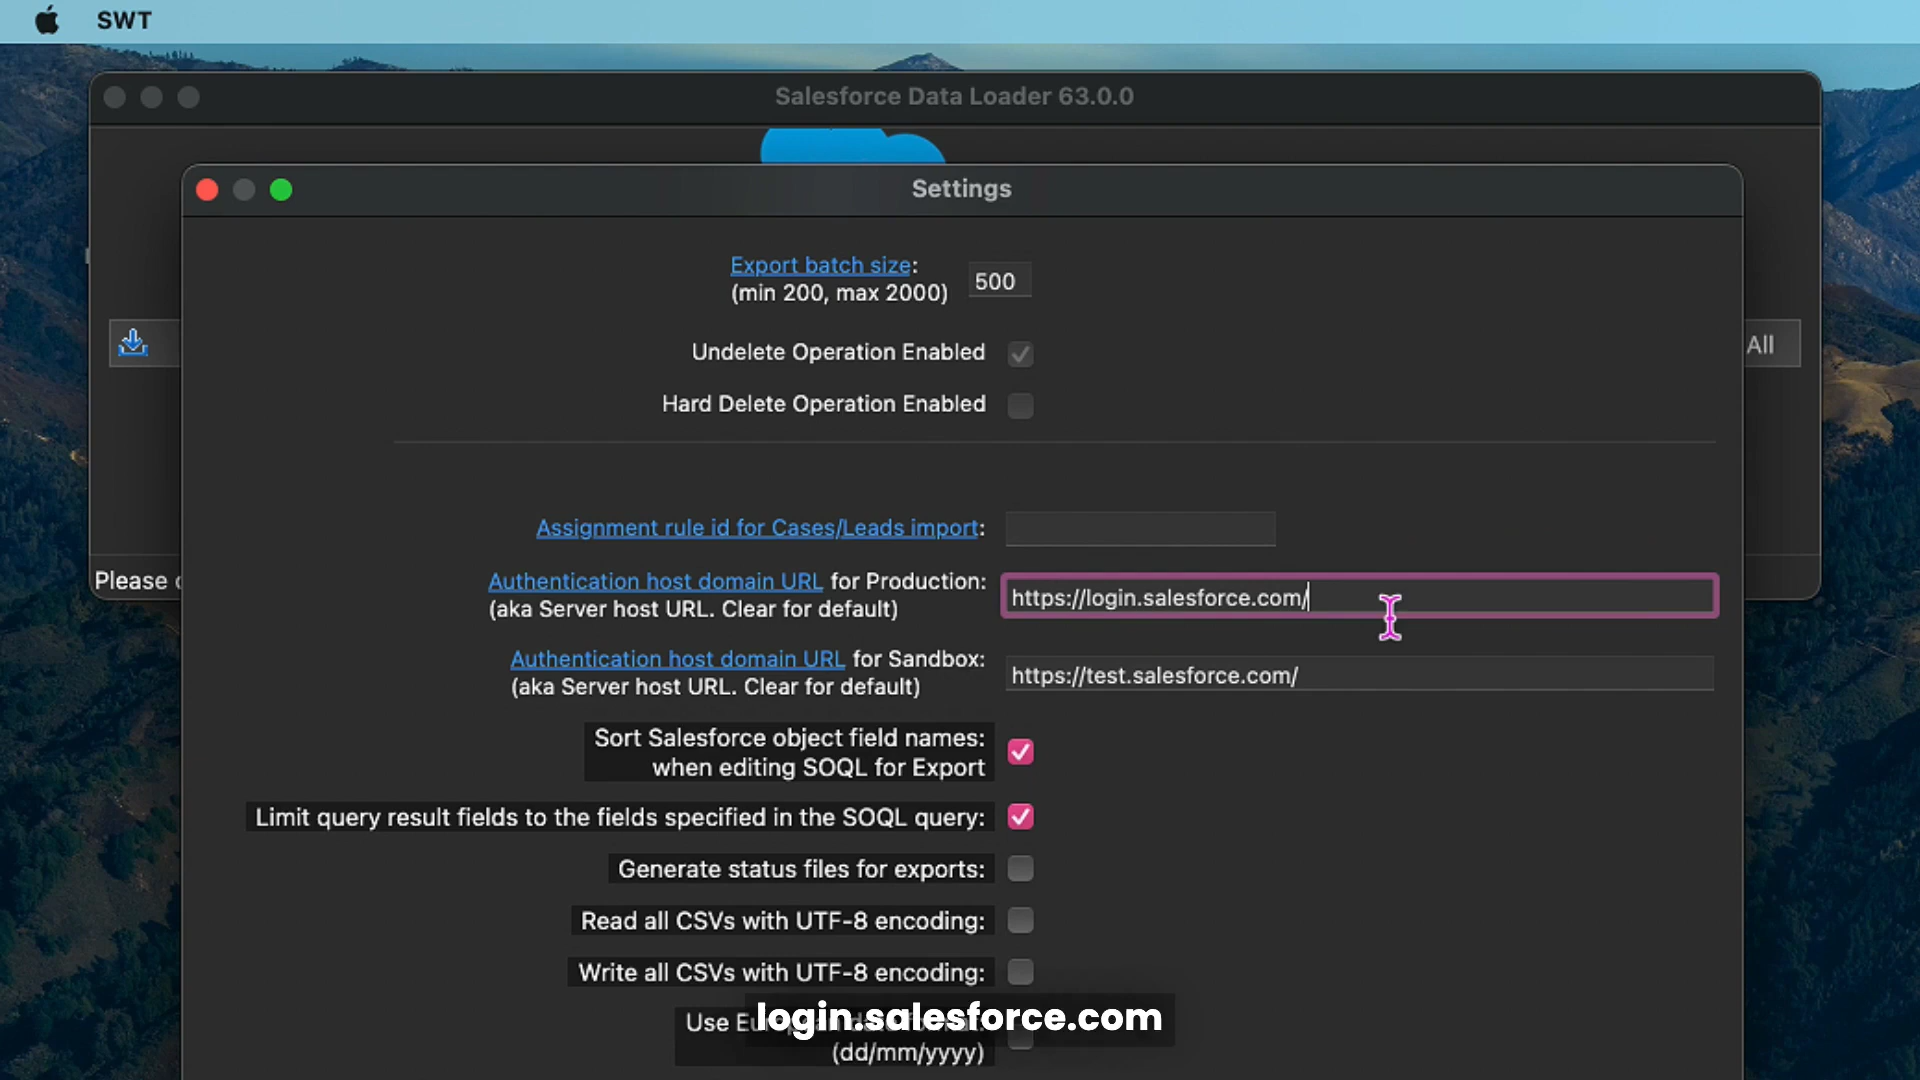 SWT
Salesforce Data Loader 63.0.0
Settings
Export batch size:
(min 200, max 2000)
500
Undelete Operation Enabled
Hard Delete Operation Enabled
All
Assignment rule id for Cases/Leads import:
Please
Authentication host domain URL for Production:
(aka Server host URL. Clear for default)
https://login.salesforce.com/
Authentication host domain URL for Sandbox:
(aka Server host URL. Clear for default)
https://test.salesforce.com/
Sort Salesforce object field names:
when editing SOQL for Export
Limit query result fields to the fields specified in the SOQL query:
Generate status files for exports:
Read all CSVs with UTF-8 encoding:
Write all CSVs with UTF-8 encoding:
Use
(dd/mm/yyyy)
login.salesforce.com